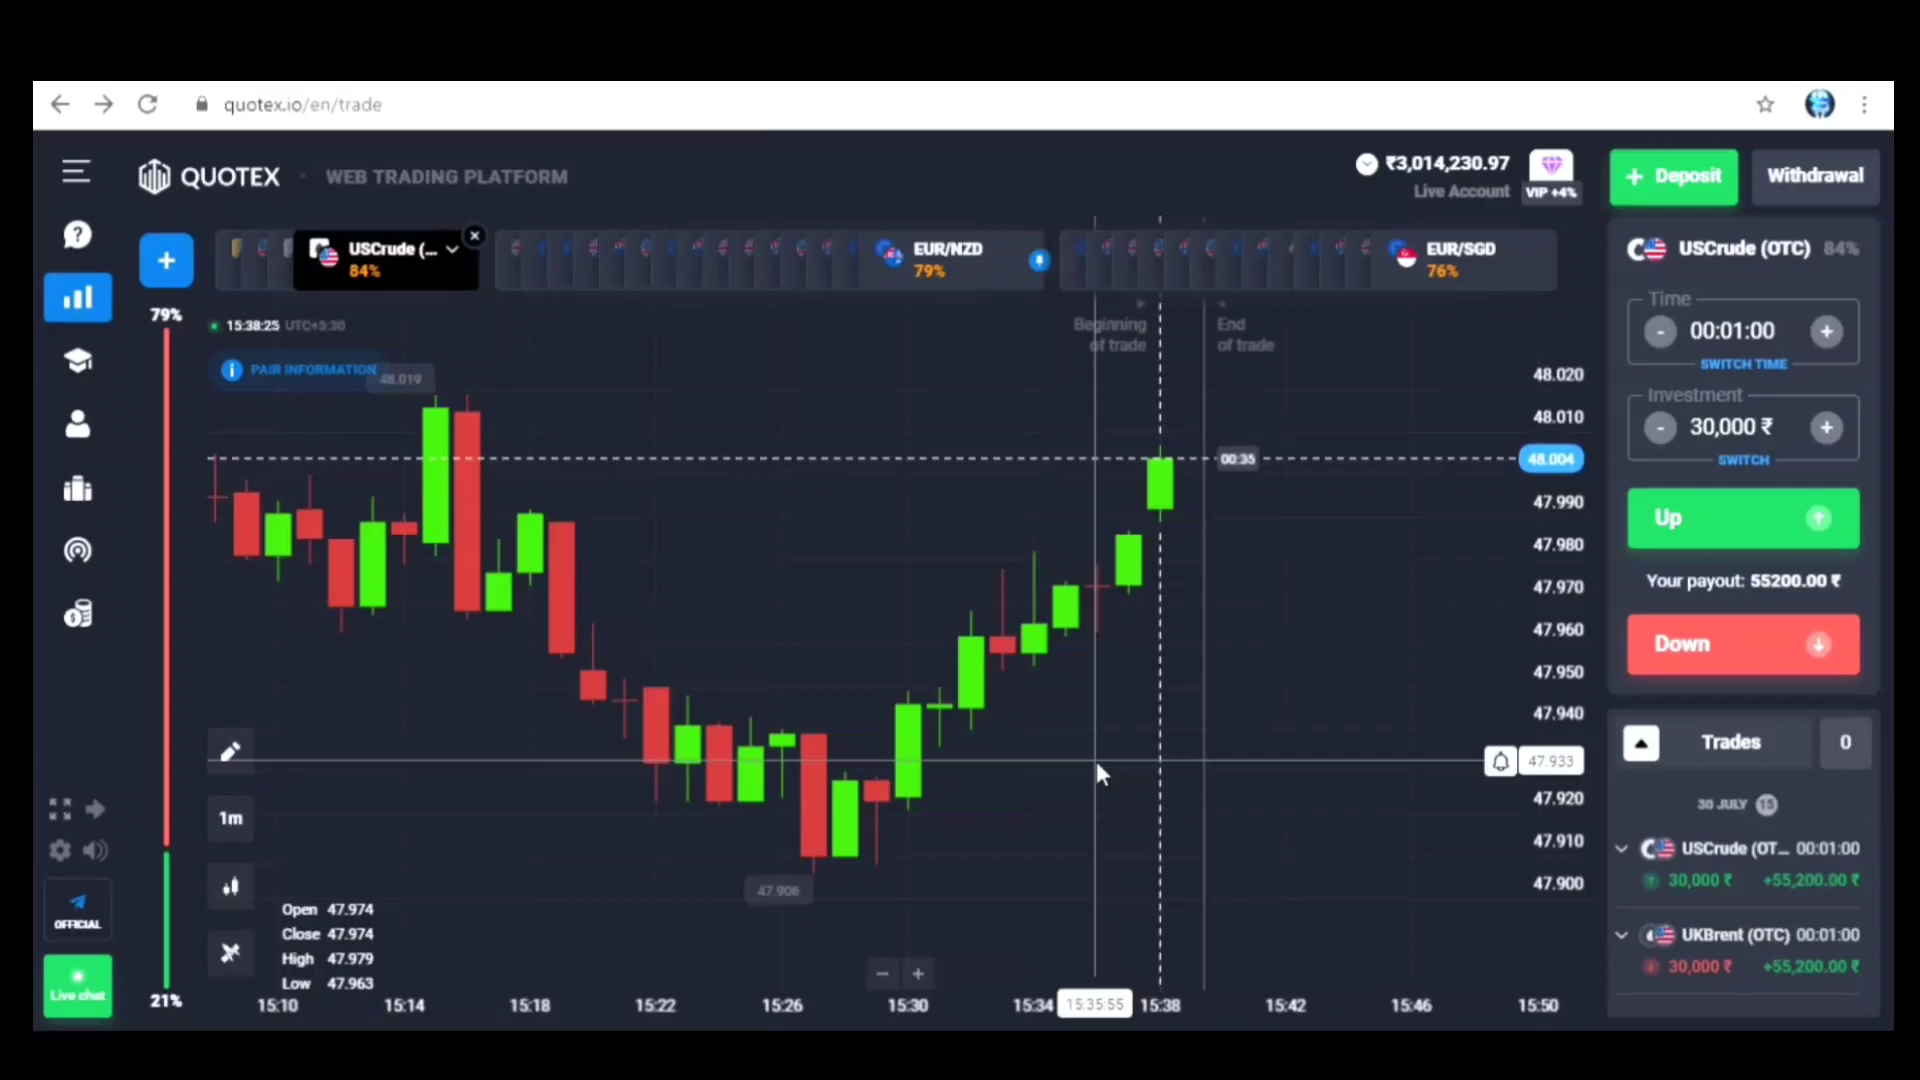 quotex.io/en/trade
QUOTEX
WEB TRADING PLATFORM
₹3,014,230.97
Live Account
VIP +4%
Deposit
Withdrawal
USCrude (...
84%
EUR/NZD
79%
EUR/SGD
76%
USCrude (OTC) 84%
79%
15:38:25 UTC+5:30
PAIR INFORMATION
48.019
Beginning
of trade
End
of trade
Time
00:01:00
SWITCH TIME
Investment
30,000 ₹
SWITCH
Up
Your payout: 55200.00 ₹
Down
48.020
48.010
00:35
48.004
47.990
47.980
47.970
47.960
47.950
47.940
47.933
47.920
47.910
47.900
47.906
1m
Open 47.974
Close 47.974
High 47.979
Low 47.963
15:10
15:14
15:18
15:22
15:26
15:30
15:34
15:35:55
15:38
15:42
15:46
15:50
OFFICIAL
Live chat
21%
Trades
0
30 JULY 15
USCrude (OT... 00:01:00
30,000 ₹ +55,200.00 ₹
UKBrent (OTC) 00:01:00
30,000 ₹ +55,200.00 ₹